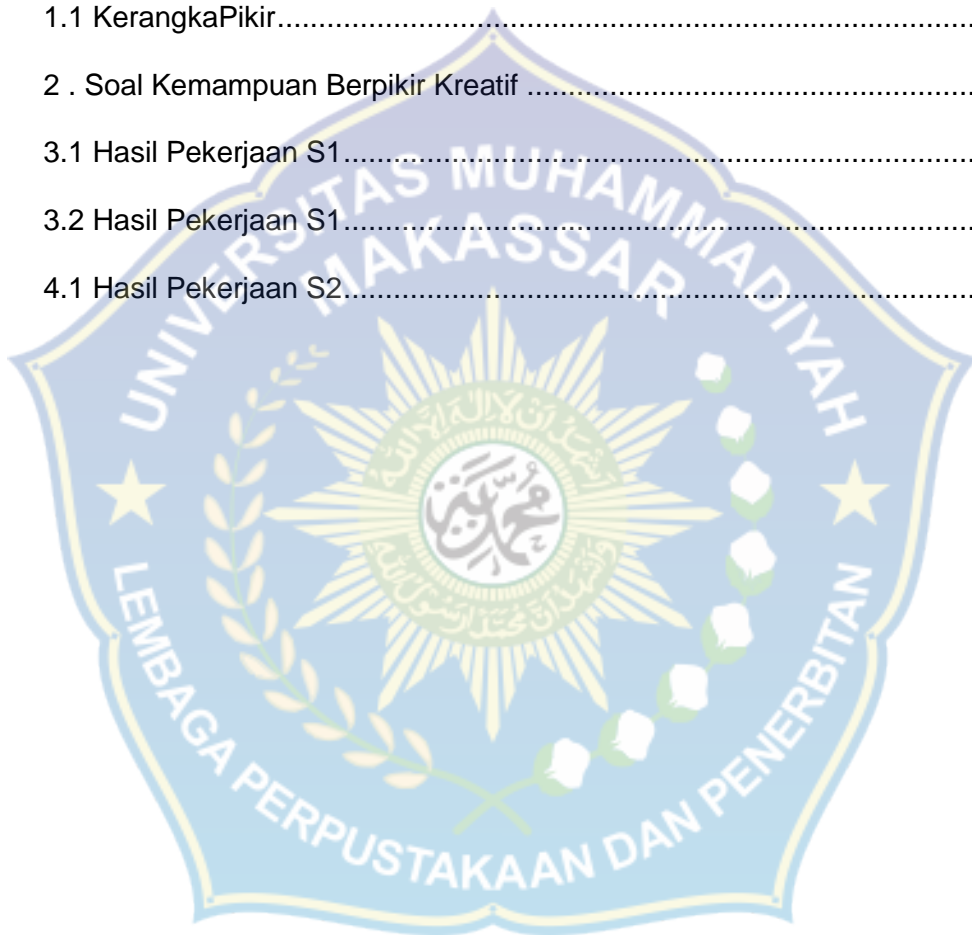 1.1 KerangkaPikir........................................................................................
2 . Soal Kemampuan Berpikir Kreatif ........................................................
3.1 Hasil Pekerjaan S1...............................................................................
3.2 Hasil Pekerjaan S1...............................................................................
4.1 Hasil Pekerjaan S2...............................................................................
UNIVERSITAS MUHAMMADIYAH
MAKASSAR
LEMBAGA PERPUSTAKAAN DAN PENERBITAN